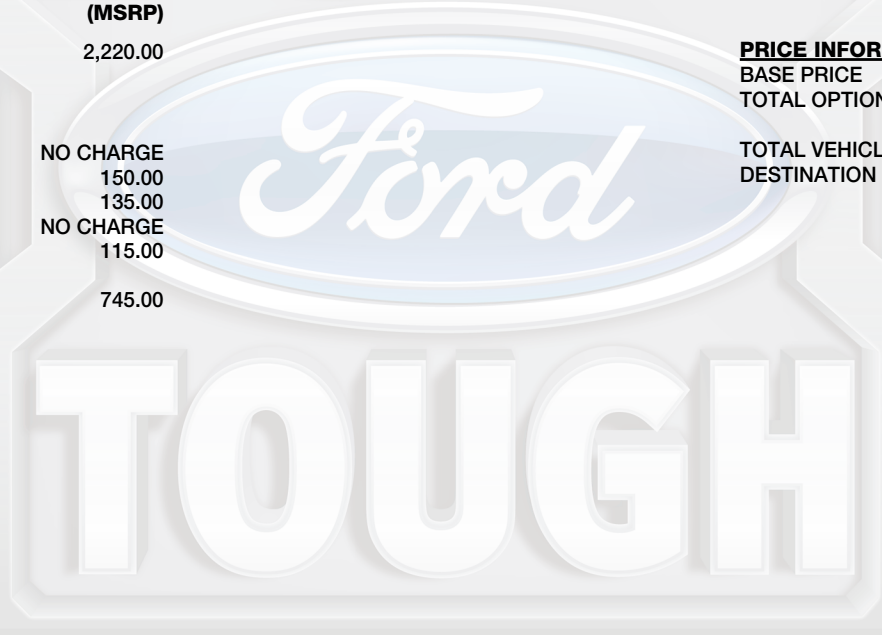 (MSRP)
2,220.00
NO CHARGE
150.00
135.00
NO CHARGE
115.00
745.00
PRICE INFOR
BASE PRICE
TOTAL OPTION
TOTAL VEHICL
DESTINATION
Ford
TOUGH